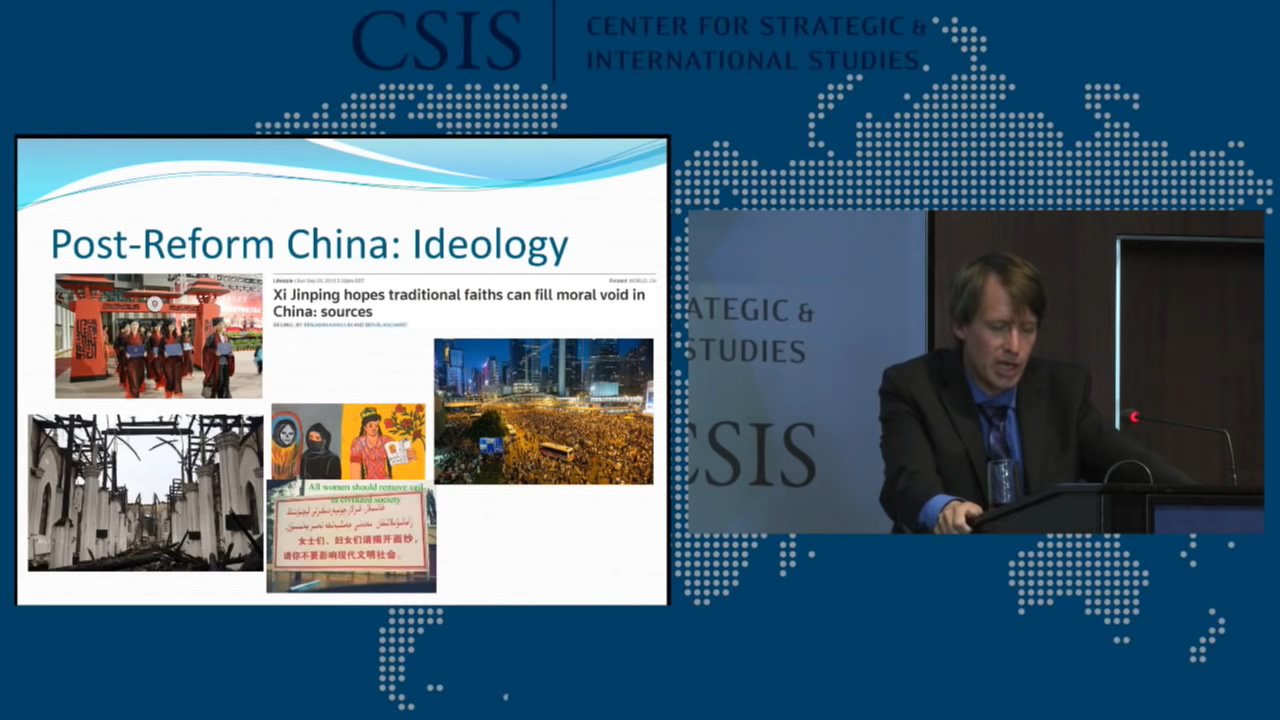 CSIS
CENTER FOR STRATEGIC &
INTERNATIONAL STUDIES
Post-Reform China: Ideology
Xi Jinping hopes traditional faiths can fill moral void in
China: sources
All women should remove veil
in civilized society
女士们、妇女们请揭开面纱，
请你不要影响现代文明社会。
ATEGIC &
STUDIES
CSIS